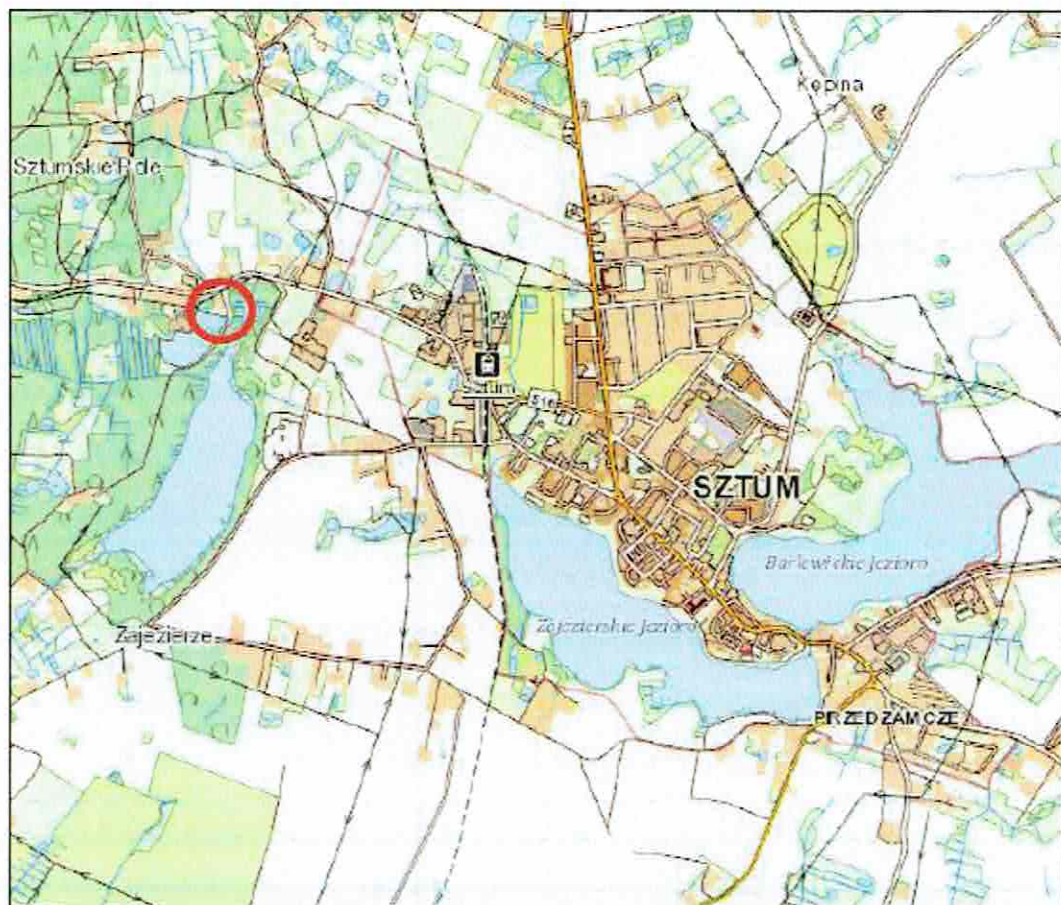 Kępina
Sztumskie Pole
Sztum
516
SZTUM
Barlewickie Jezioro
Zajezierskie Jezioro
Zajezierze
PRZEDZAMCZE